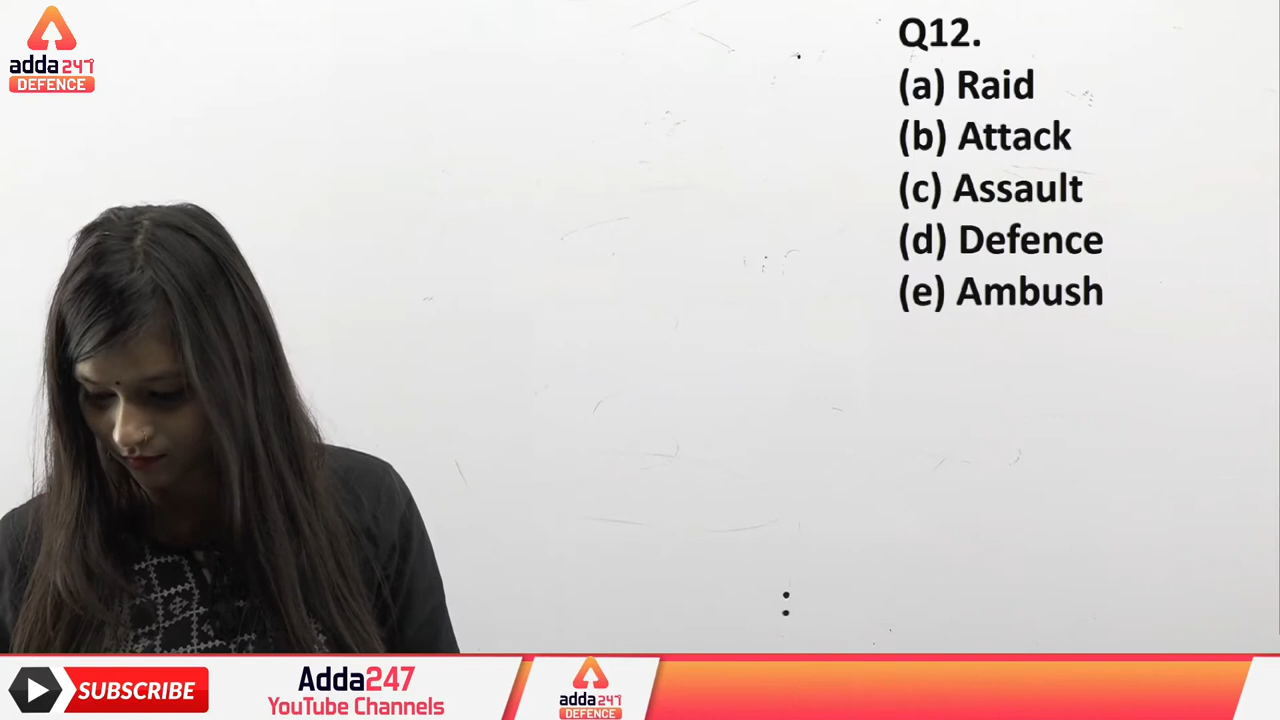 adda247
DEFENCE
Q12.
(a) Raid
(b) Attack
(c) Assault
(d) Defence
(e) Ambush
SUBSCRIBE
Adda247
YouTube Channels
adda247
DEFENCE